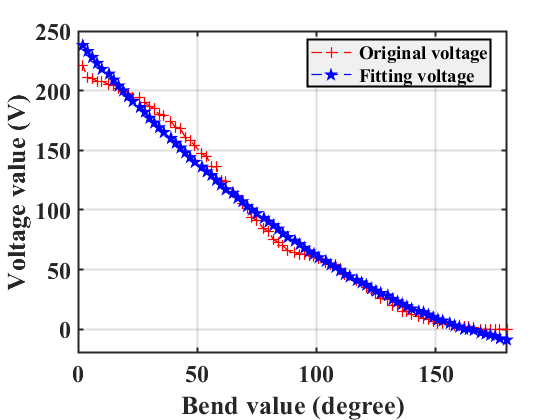 250
200
150
100
50
0
Voltage value (V)
Original voltage
Fitting voltage
0 50 100 150
Bend value (degree)